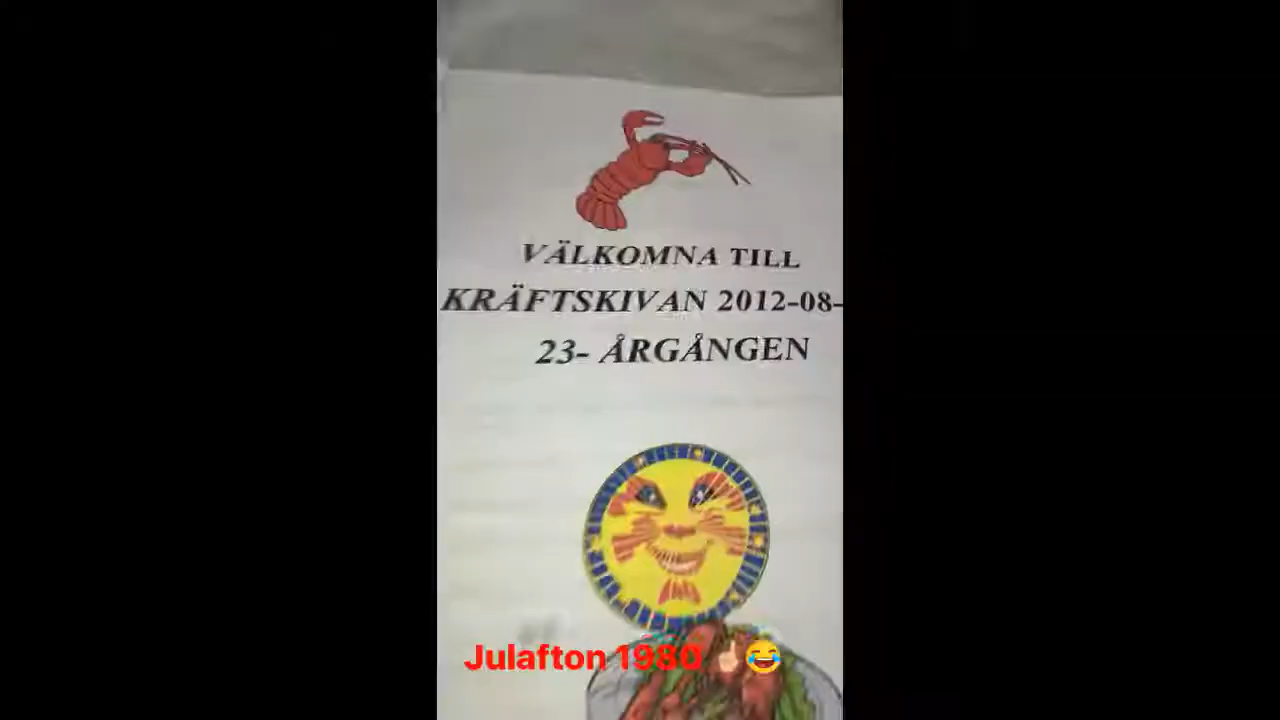 VÄLKOMNA TILL
KRÄFTSKIVAN 2012-08-
23- ÅRGÅNGEN
Julafton 1980 ☝🏻😂